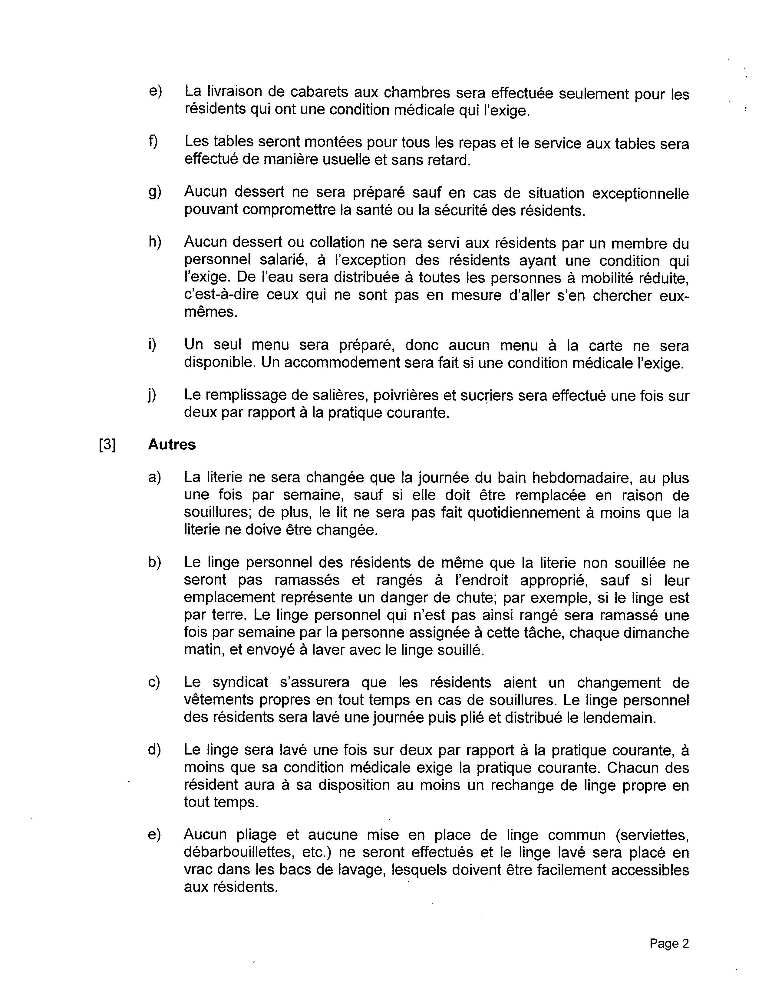 e) La livraison de cabarets aux chambres sera effectuée seulement pour les
résidents qui ont une condition médicale qui l'exige.
f) Les tables seront montées pour tous les repas et le service aux tables sera
effectué de manière usuelle et sans retard.
g) Aucun dessert ne sera préparé sauf en cas de situation exceptionnelle
pouvant compromettre la santé ou la sécurité des résidents.
h) Aucun dessert ou collation ne sera servi aux résidents par un membre du
personnel salarié, à l'exception des résidents ayant une condition qui
l'exige. De l'eau sera distribuée à toutes les personnes à mobilité réduite,
c'est-à-dire ceux qui ne sont pas en mesure d'aller s'en chercher eux-
mêmes.
i) Un seul menu sera préparé, donc aucun menu à la carte ne sera
disponible. Un accommodement sera fait si une condition médicale l'exige.
j) Le remplissage de salières, poivrières et sucriers sera effectué une fois sur
deux par rapport à la pratique courante.
[3] Autres
a) La literie ne sera changée que la journée du bain hebdomadaire, au plus
une fois par semaine, sauf si elle doit être remplacée en raison de
souillures; de plus, le lit ne sera pas fait quotidiennement à moins que la
literie ne doive être changée.
b) Le linge personnel des résidents de même que la literie non souillée ne
seront pas ramassés et rangés à l'endroit approprié, sauf si leur
emplacement représente un danger de chute; par exemple, si le linge est
par terre. Le linge personnel qui n'est pas ainsi rangé sera ramassé une
fois par semaine par la personne assignée à cette tâche, chaque dimanche
matin, et envoyé à laver avec le linge souillé.
c) Le syndicat s'assurera que les résidents aient un changement de
vêtements propres en tout temps en cas de souillures. Le linge personnel
des résidents sera lavé une journée puis plié et distribué le lendemain.
d) Le linge sera lavé une fois sur deux par rapport à la pratique courante, à
moins que sa condition médicale exige la pratique courante. Chacun des
résident aura à sa disposition au moins un rechange de linge propre en
tout temps.
e) Aucun pliage et aucune mise en place de linge commun (serviettes,
débarbouillettes, etc.) ne seront effectués et le linge lavé sera placé en
vrac dans les bacs de lavage, lesquels doivent être facilement accessibles
aux résidents.
Page 2